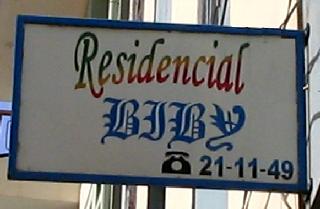 Residencial
BIBY
☎ 21-11-49